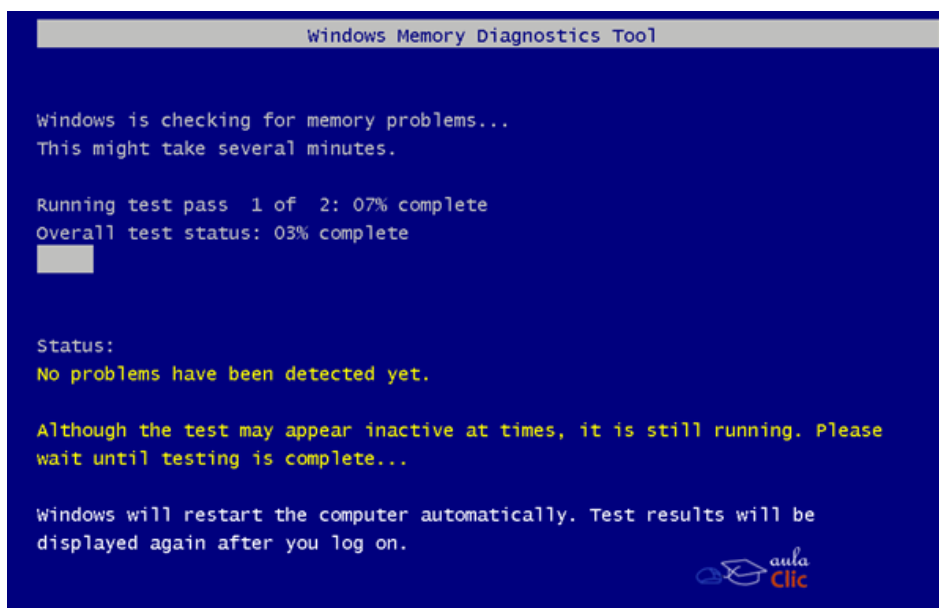 Windows Memory Diagnostics Tool
Windows is checking for memory problems...
This might take several minutes.
Running test pass  1 of  2: 07% complete
Overall test status: 03% complete
Status:
No problems have been detected yet.
Although the test may appear inactive at times, it is still running. Please
wait until testing is complete...
Windows will restart the computer automatically. Test results will be
displayed again after you log on.
aula
Clic